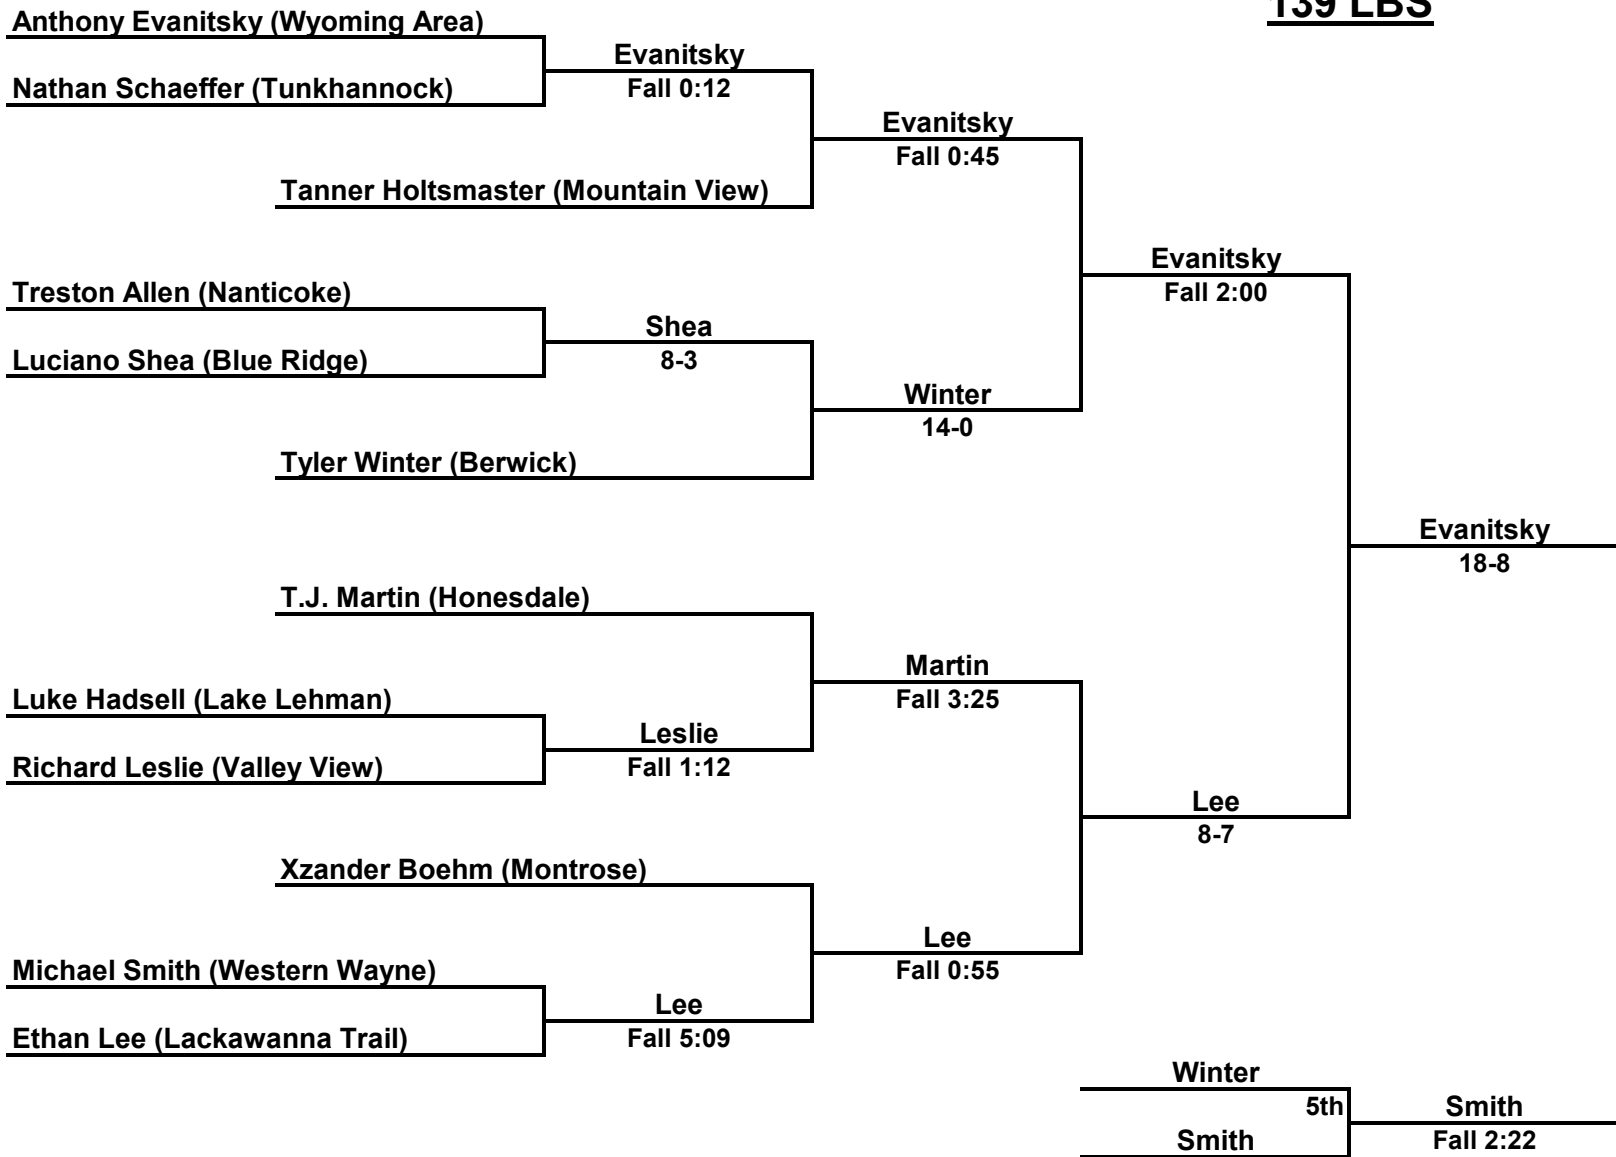 139 LBS
Anthony Evanitsky (Wyoming Area)
Evanitsky
Nathan Schaeffer (Tunkhannock)
Fall 0:12
Evanitsky
Fall 0:45
Tanner Holtsmaster (Mountain View)
Evanitsky
Treston Allen (Nanticoke)
Fall 2:00
Shea
Luciano Shea (Blue Ridge)
8-3
Winter
14-0
Tyler Winter (Berwick)
Evanitsky
18-8
T.J. Martin (Honesdale)
Martin
Luke Hadsell (Lake Lehman)
Fall 3:25
Leslie
Richard Leslie (Valley View)
Fall 1:12
Lee
8-7
Xzander Boehm (Montrose)
Lee
Michael Smith (Western Wayne)
Fall 0:55
Lee
Ethan Lee (Lackawanna Trail)
Fall 5:09
Winter
5th
Smith
Smith
Fall 2:22